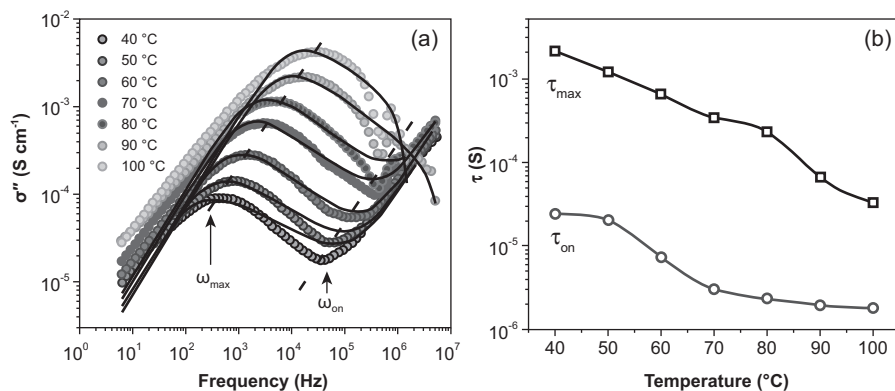 (a)
40 °C
50 °C
60 °C
70 °C
80 °C
90 °C
100 °C
10⁻²
10⁻³
10⁻⁴
10⁻⁵
σ″ (S cm⁻¹)
ω_max
ω_on
10⁰ 10¹ 10² 10³ 10⁴ 10⁵ 10⁶ 10⁷
Frequency (Hz)
(b)
10⁻³
10⁻⁴
10⁻⁵
10⁻⁶
τ (S)
τ_max
τ_on
40 50 60 70 80 90 100
Temperature (°C)